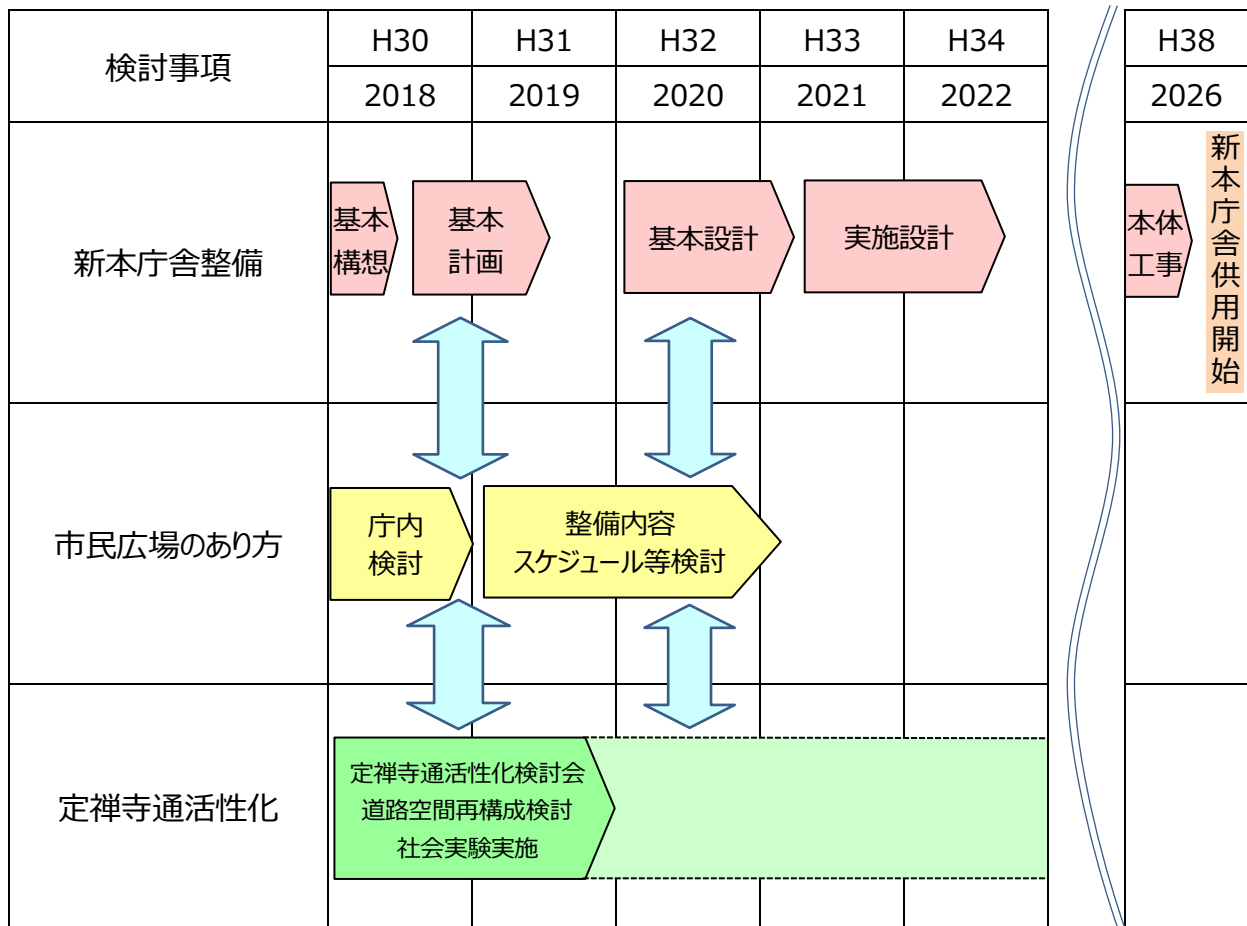 検討事項
H30
H31
H32
H33
H34
H38
2018
2019
2020
2021
2022
2026
新本庁舎整備
基本
構想
基本
計画
基本設計
実施設計
本体
工事
新本庁舎供用開始
市民広場のあり方
庁内
検討
整備内容
スケジュール等検討
定禅寺通活性化
定禅寺通活性化検討会
道路空間再構成検討
社会実験実施